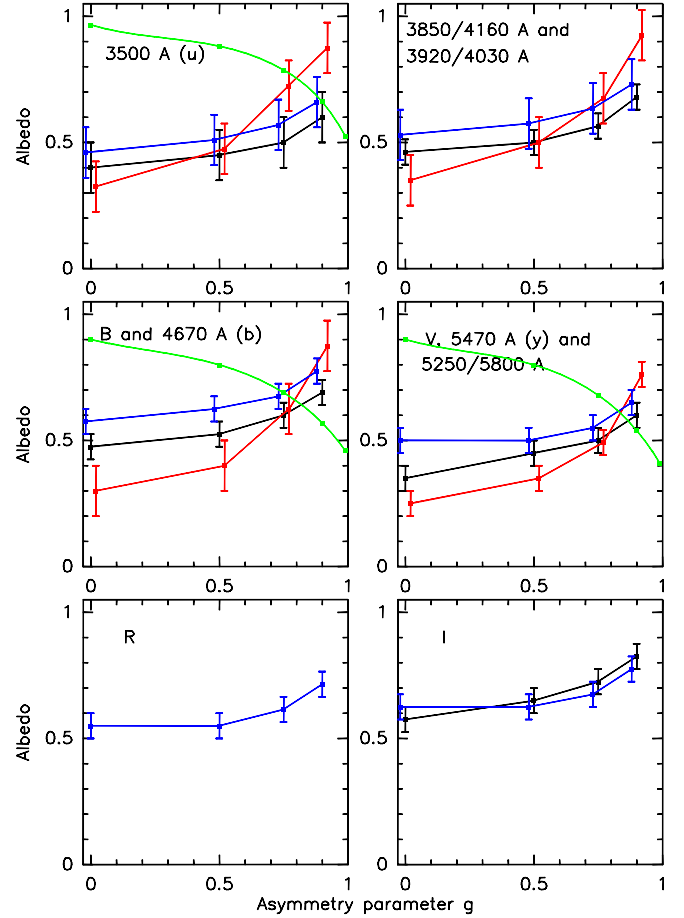 1
3500 A (u)
3850/4160 A and
3920/4030 A
Albedo
0.5
0
0 0.5 1
0 0.5 1
1
B and 4670 A (b)
V, 5470 A (y) and
5250/5800 A
Albedo
0.5
0
0 0.5 1
0 0.5 1
1
R
I
Albedo
0.5
0
0 0.5 1
0 0.5 1
Asymmetry parameter g
1
0.5
0
1
0.5
0
1
0.5
0